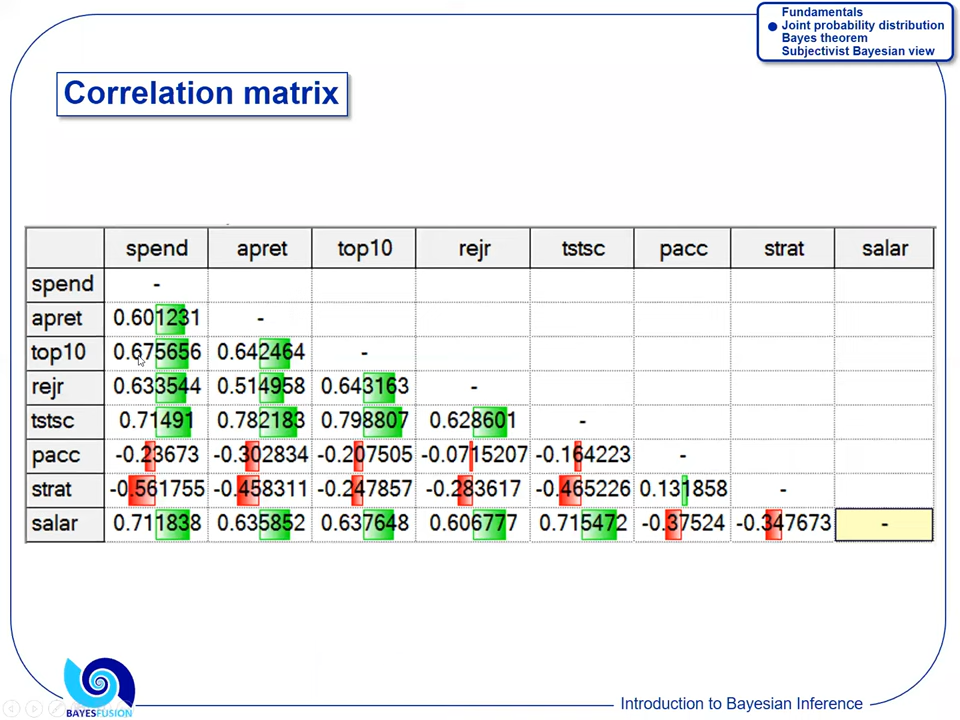 Fundamentals
Joint probability distribution
Bayes theorem
Subjectivist Bayesian view
Correlation matrix
spend apret top10 rejr tstsc pacc strat salar
spend -
apret 0.601231 -
top10 0.675656 0.642464 -
rejr 0.633544 0.514958 0.643163 -
tstsc 0.71491 0.782183 0.798807 0.628601 -
pacc -0.23673 -0.302834 -0.207505 -0.0715207 -0.164223 -
strat -0.561755 -0.458311 -0.247857 -0.283617 -0.465226 0.131858 -
salar 0.711838 0.635852 0.637648 0.606777 0.715472 -0.37524 -0.347673 -
BAYESFUSION
Introduction to Bayesian Inference